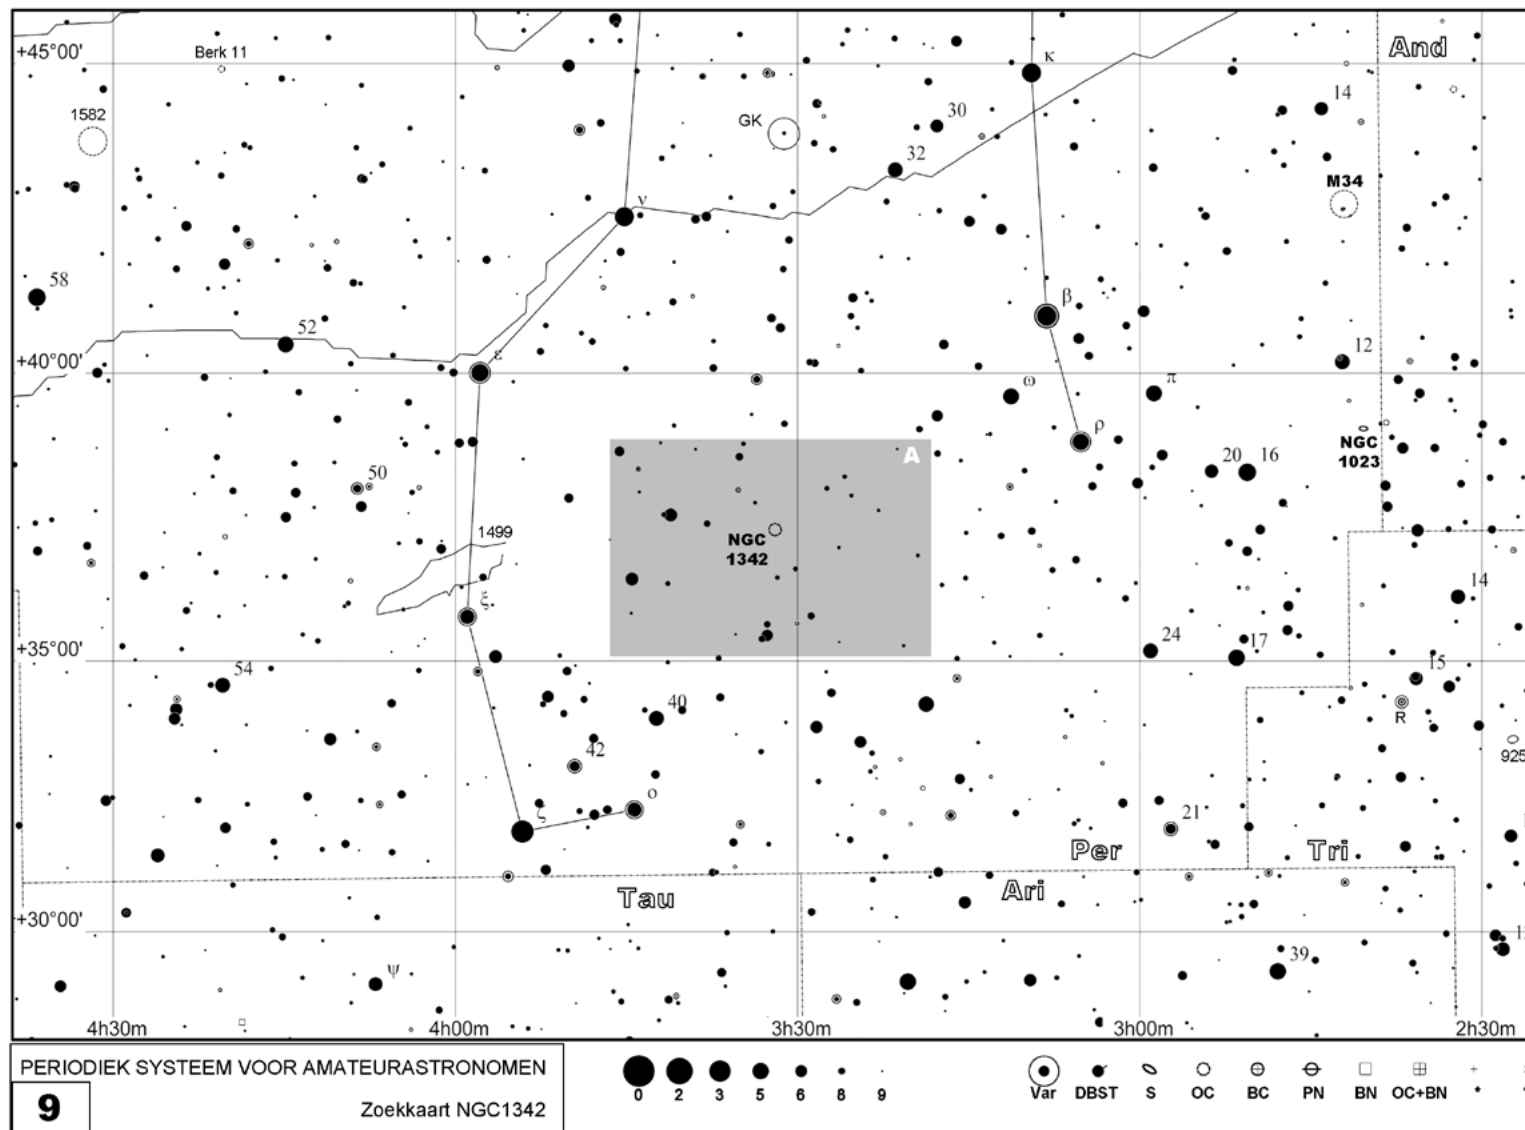 And
+45°00'
Berk 11
κ
14
1582
GK
30
32
M34
ν
58
β
52
ε
12
+40°00'
ω
π
ρ
A
NGC
1023
50
20
16
1499
NGC
1342
ξ
14
24
17
+35°00'
54
15
40
R
42
925
ο
ζ
21
Per
Tri
Tau
Ari
+30°00'
39
ψ
4h30m
4h00m
3h30m
3h00m
2h30m
PERIODIEK SYSTEEM VOOR AMATEURASTRONOMEN
9
Zoekkaart NGC1342
0 2 3 5 6 8 9
Var DBST S OC BC PN BN OC+BN *